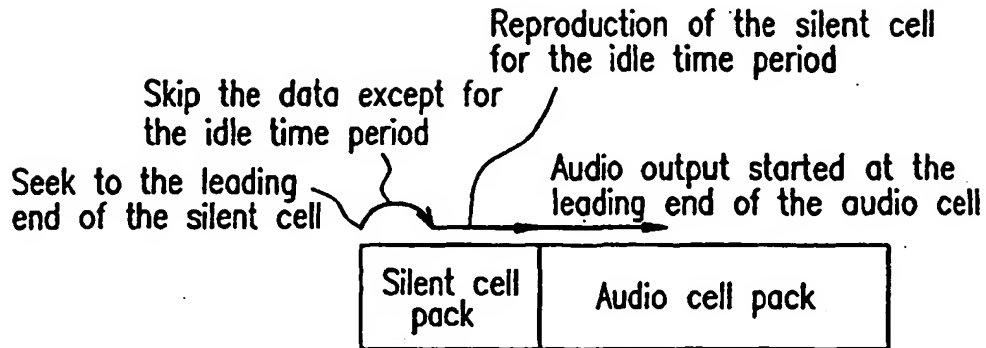 Reproduction of the silent cell
for the idle time period
Skip the data except for
the idle time period
Seek to the leading
end of the silent cell
Audio output started at the
leading end of the audio cell
Silent cell
pack
Audio cell pack